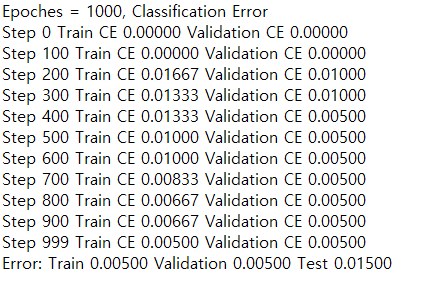 Epoches = 1000, Classification Error
Step 0 Train CE 0.00000 Validation CE 0.00000
Step 100 Train CE 0.00000 Validation CE 0.00000
Step 200 Train CE 0.01667 Validation CE 0.01000
Step 300 Train CE 0.01333 Validation CE 0.01000
Step 400 Train CE 0.01333 Validation CE 0.00500
Step 500 Train CE 0.01000 Validation CE 0.00500
Step 600 Train CE 0.01000 Validation CE 0.00500
Step 700 Train CE 0.00833 Validation CE 0.00500
Step 800 Train CE 0.00667 Validation CE 0.00500
Step 900 Train CE 0.00667 Validation CE 0.00500
Step 999 Train CE 0.00500 Validation CE 0.00500
Error: Train 0.00500 Validation 0.00500 Test 0.01500